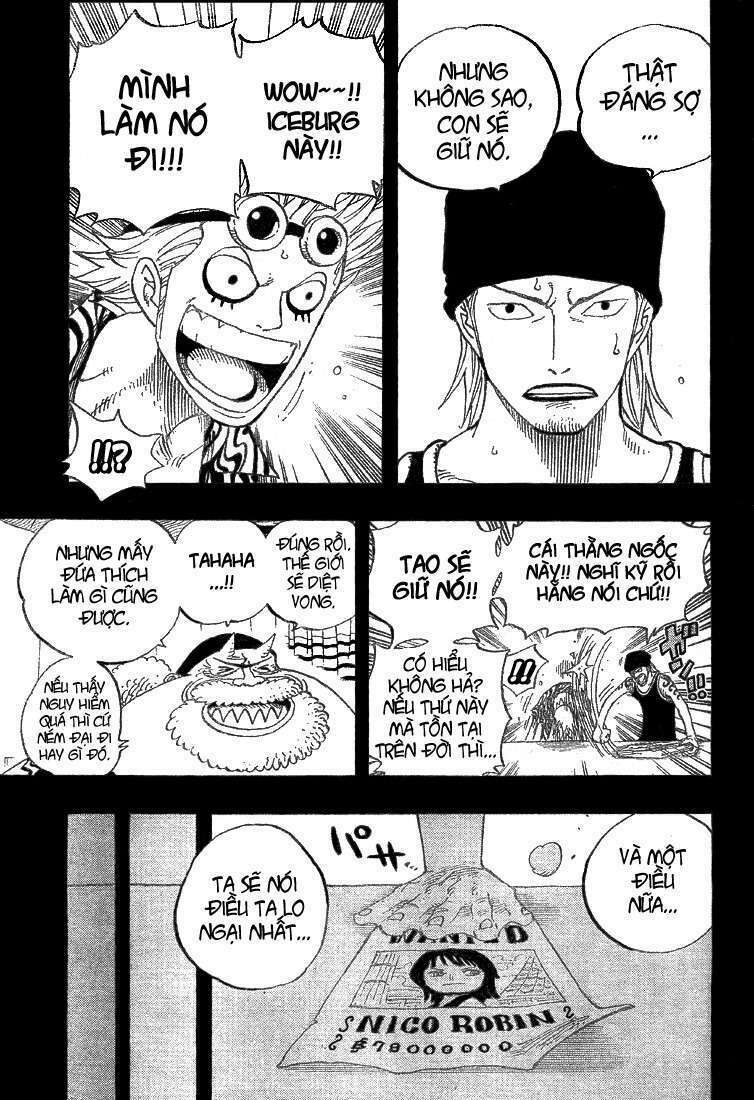 THẬT
ĐÁNG SỢ
...
NHƯNG
KHÔNG SAO,
CON SẼ
GIỮ NÓ.
WOW~~!!
ICEBURG
NÀY!!
MÌNH
LÀM NÓ
ĐI!!!
!!?
CÁI THẰNG NGỐC
NÀY!! NGHĨ KỸ RỒI
HẲNG NÓI CHỨ!!
TAO SẼ
GIỮ NÓ!!
!!
CÓ HIỂU
KHÔNG HẢ?
NẾU THỨ NÀY
MÀ TỒN TẠI
TRÊN ĐỜI THÌ...
ĐÚNG RỒI.
THẾ GIỚI
SẼ DIỆT
VONG.
TAHAHA
...!!
NHƯNG MẤY
ĐỨA THÍCH
LÀM GÌ CŨNG
ĐƯỢC.
NẾU THẤY
NGUY HIỂM
QUÁ THÌ CỨ
NÉM ĐẠI ĐI
HAY GÌ ĐÓ.
VÀ MỘT
ĐIỀU
NỮA...
パサ...
TA SẼ NÓI
ĐIỀU TA LO
NGẠI NHẤT...
WANTED
NICO ROBIN
79000000